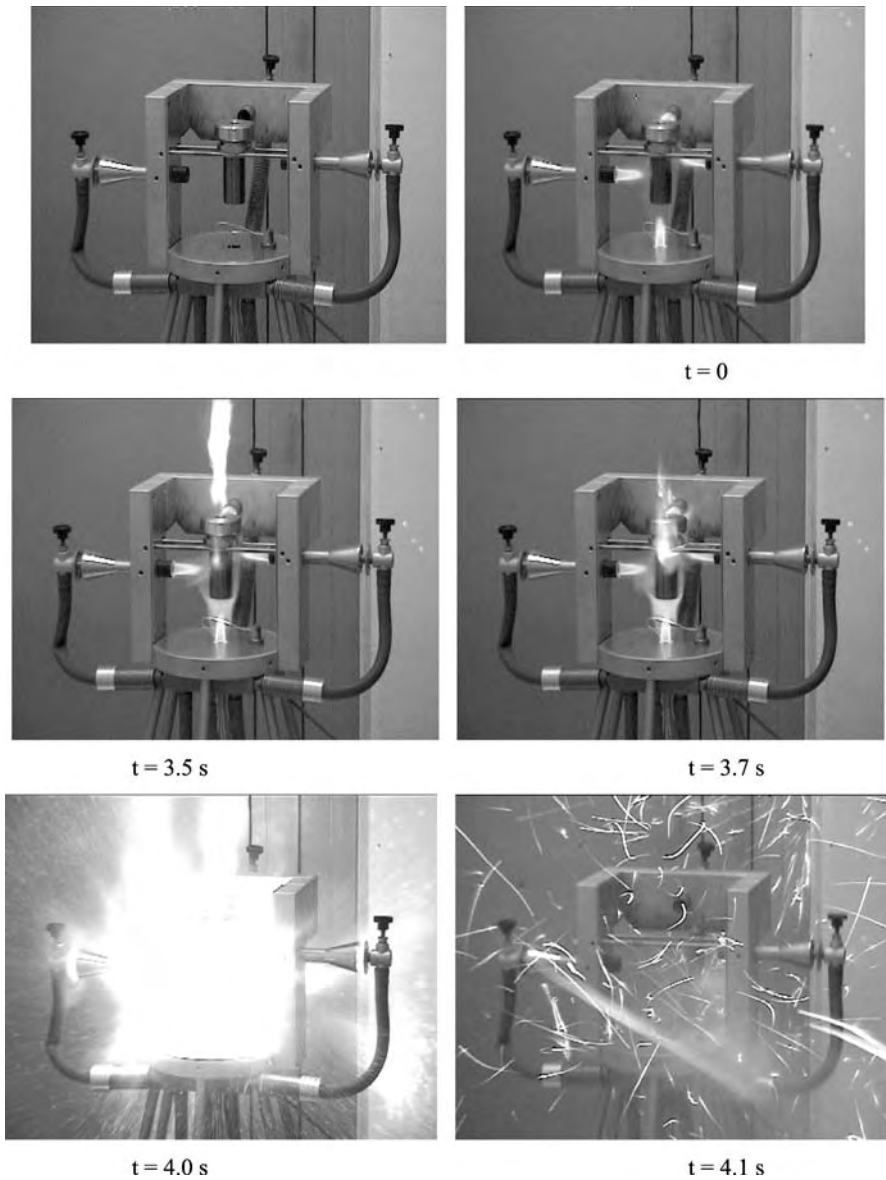 t = 0
t = 3.5 s
t = 3.7 s
t = 4.0 s
t = 4.1 s